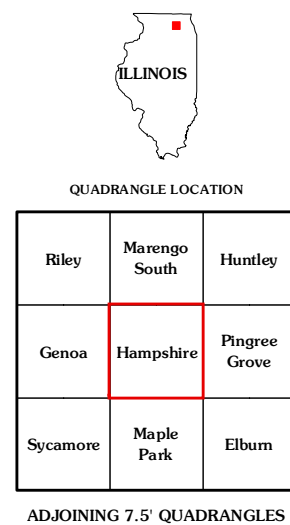 ILLINOIS
QUADRANGLE LOCATION
Riley
Marengo
South
Huntley
Genoa
Hampshire
Pingree
Grove
Sycamore
Maple
Park
Elburn
ADJOINING 7.5' QUADRANGLES